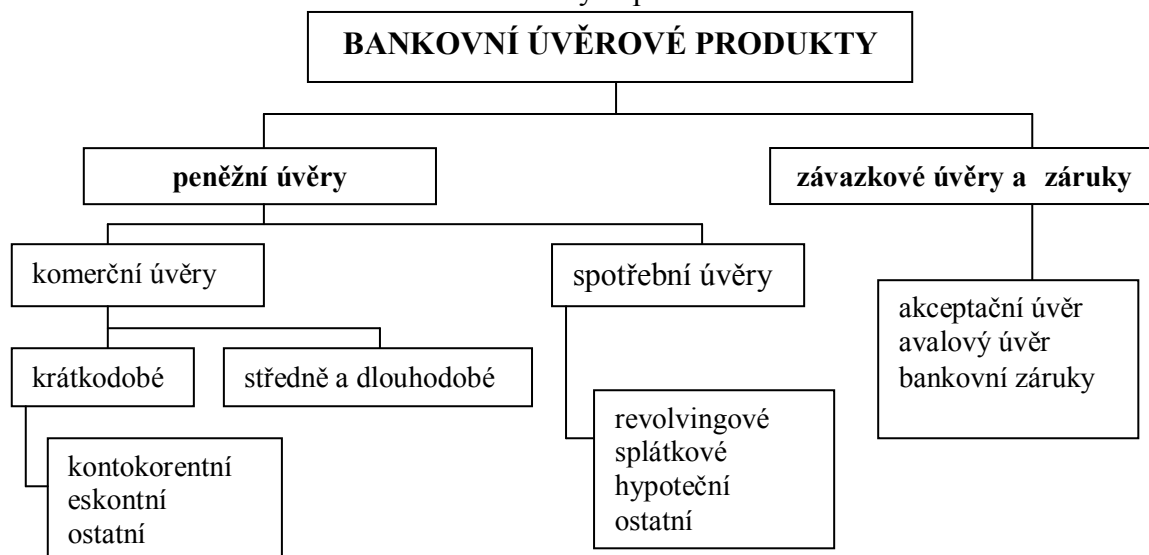 BANKOVNÍ ÚVĚROVÉ PRODUKTY
peněžní úvěry
závazkové úvěry a záruky
komerční úvěry
spotřební úvěry
akceptační úvěr
avalový úvěr
bankovní záruky
krátkodobé
středně a dlouhodobé
revolvingové
splátkové
hypoteční
ostatní
kontokorentní
eskontní
ostatní